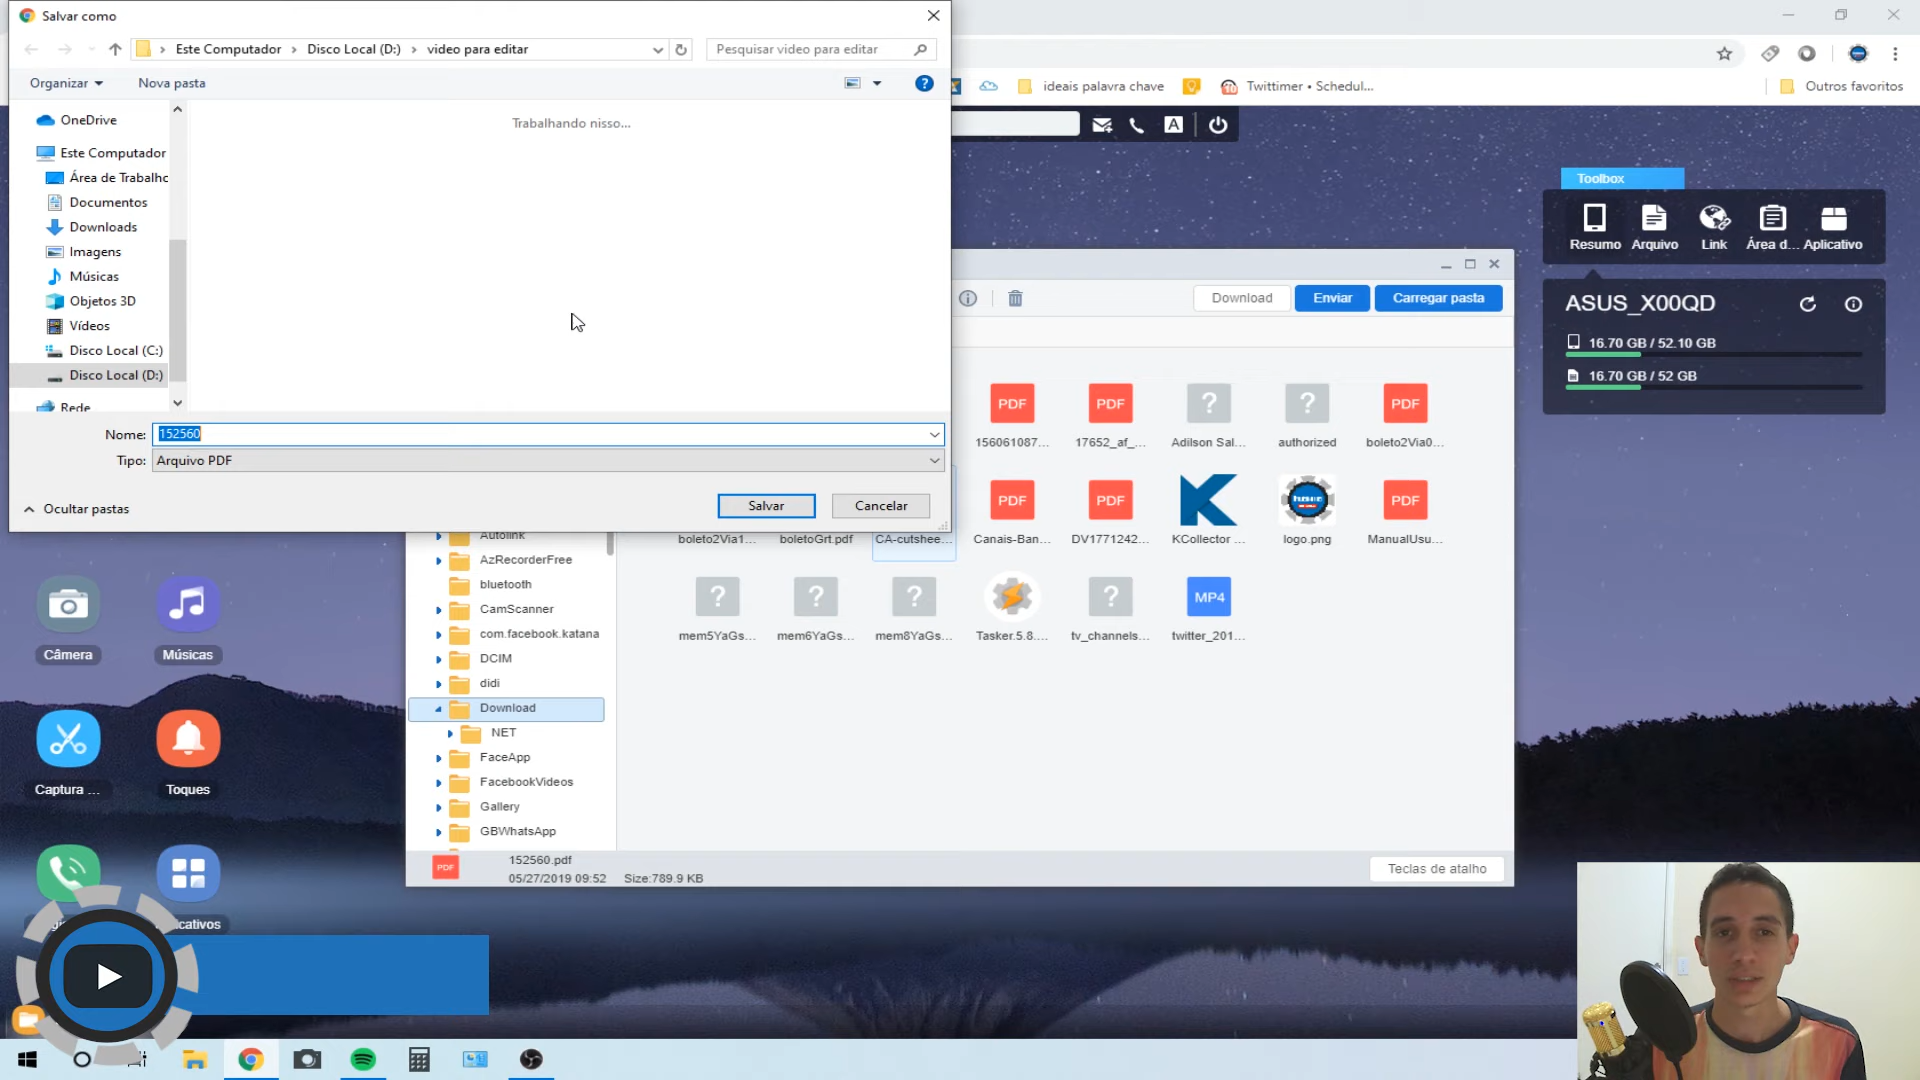 Salvar como
Este Computador
Disco Local (D:)
video para editar
Pesquisar video para editar
Organizar
Nova pasta
Trabalhando nisso...
OneDrive
Este Computador
Área de Trabalho
Documentos
Downloads
Imagens
Músicas
Objetos 3D
Vídeos
Disco Local (C:)
Disco Local (D:)
Rede
Nome: 152560
Tipo: Arquivo PDF
Ocultar pastas
Salvar
Cancelar
ideais palavra chave
Twittimer • Schedul...
Outros favoritos
A
Toolbox
Resumo
Arquivo
Link
Área d...
Aplicativo
ASUS_X00QD
16.70 GB / 52.10 GB
16.70 GB / 52 GB
Download
Enviar
Carregar pasta
PDF
PDF
?
?
PDF
156061087...
17652_af_...
Adilson Sal...
authorized
boleto2Via0...
PDF
PDF
PDF
boleto2Via1...
boletoGrt.pdf
CA-cutshee...
Canais-Ban...
DV1771242...
KCollector ...
logo.png
ManualUsu...
?
?
?
?
MP4
mem5YaGs...
mem6YaGs...
mem8YaGs...
Tasker.5.8....
tv_channels...
twitter_201...
Autolink
AzRecorderFree
bluetooth
CamScanner
com.facebook.katana
DCIM
didi
Download
NET
FaceApp
FacebookVideos
Gallery
GBWhatsApp
PDF
152560.pdf
05/27/2019 09:52
Size:789.9 KB
Teclas de atalho
Câmera
Músicas
Captura ...
Toques
icativos